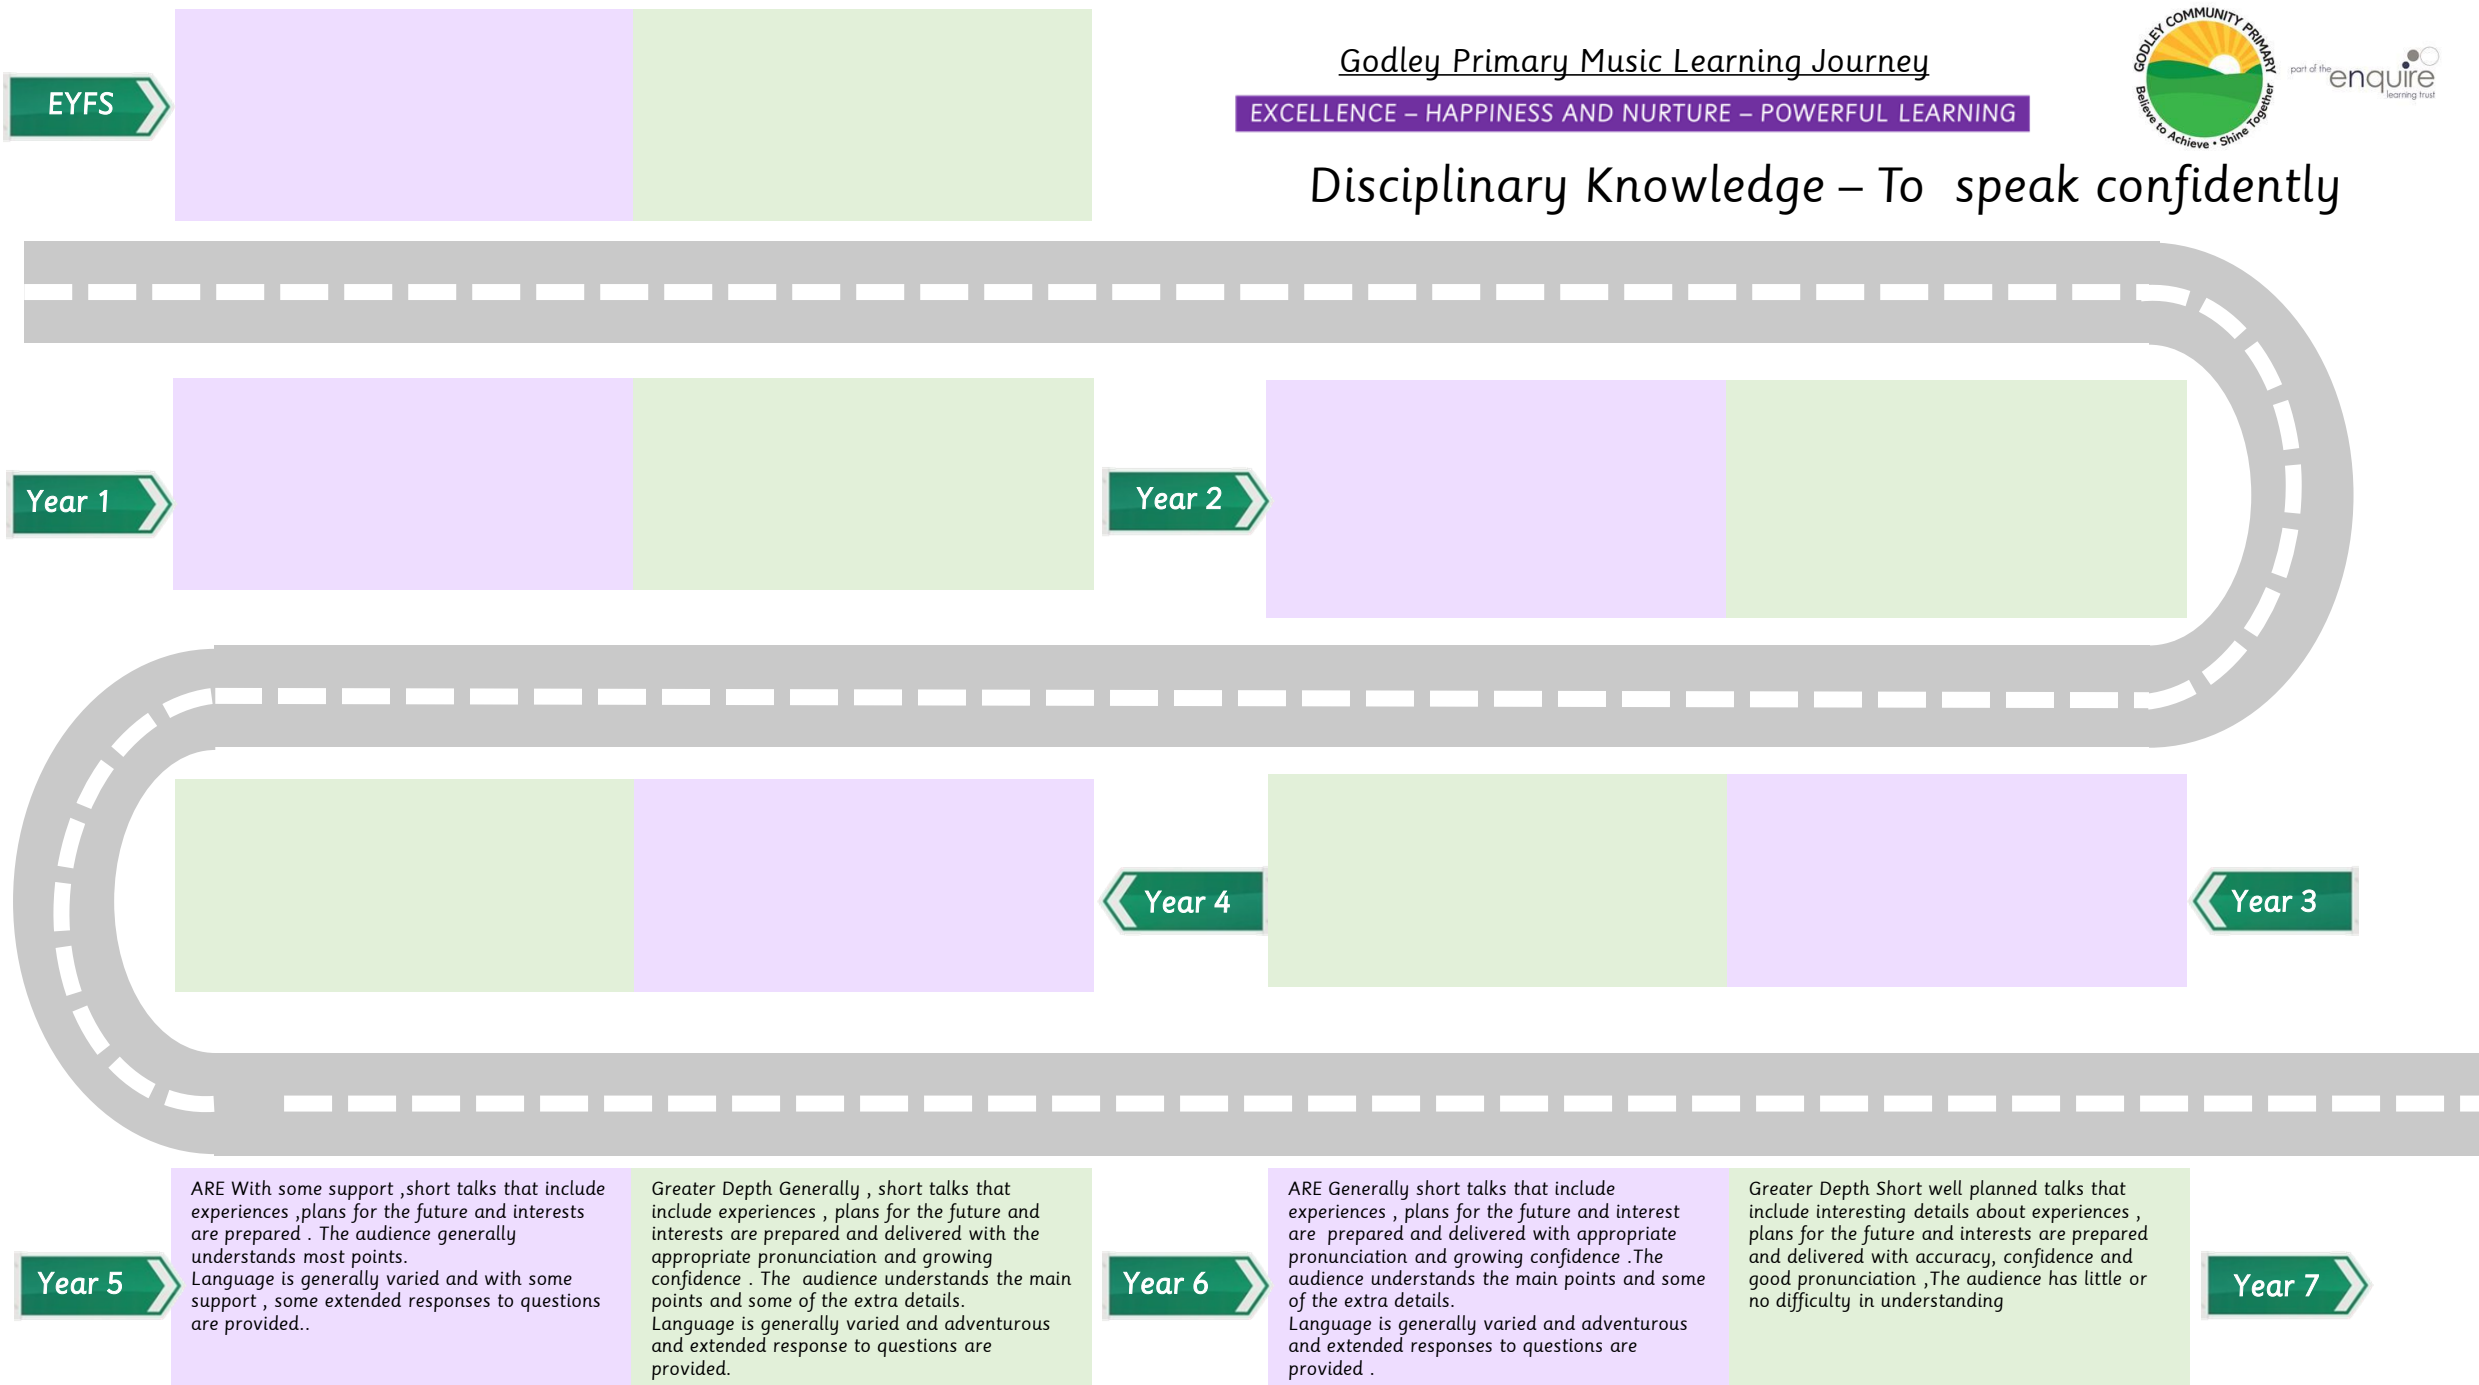 EYFS
Godley Primary Music Learning Journey
EXCELLENCE – HAPPINESS AND NURTURE – POWERFUL LEARNING
GODLEY COMMUNITY PRIMARY
Believe to Achieve • Shine Together
part of the
enquire
learning trust
Disciplinary Knowledge – To  speak confidently
Year 1
Year 2
Year 4
Year 3
Year 5
ARE With some support ,short talks that include
experiences ,plans for the future and interests
are prepared . The audience generally
understands most points.
Language is generally varied and with some
support , some extended responses to questions
are provided..
Greater Depth Generally , short talks that
include experiences , plans for the future and
interests are prepared and delivered with the
appropriate pronunciation and growing
confidence . The  audience understands the main
points and some of the extra details.
Language is generally varied and adventurous
and extended response to questions are
provided.
Year 6
ARE Generally short talks that include
experiences , plans for the future and interest
are  prepared and delivered with appropriate
pronunciation and growing confidence .The
audience understands the main points and some
of the extra details.
Language is generally varied and adventurous
and extended responses to questions are
provided .
Greater Depth Short well planned talks that
include interesting details about experiences ,
plans for the future and interests are prepared
and delivered with accuracy, confidence and
good pronunciation ,The audience has little or
no difficulty in understanding
Year 7